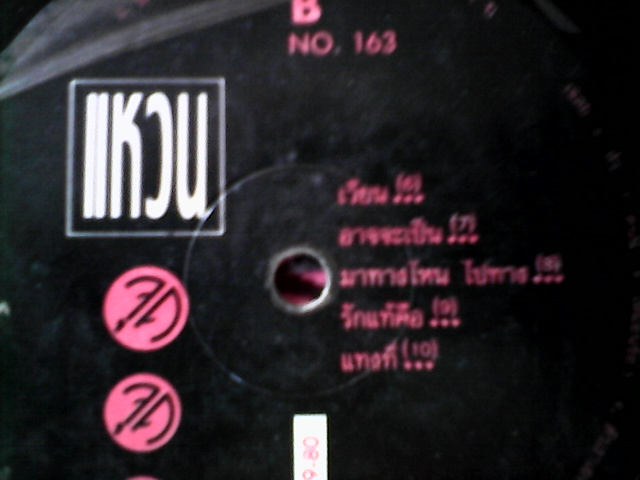 B
NO. 163
แหวน
เวียน (6)...
อาจจะเป็น (7)...
มาทางไหน ไปทาง (8)...
รักแท้คือ (9)...
แทงที่ (10)...
9-80